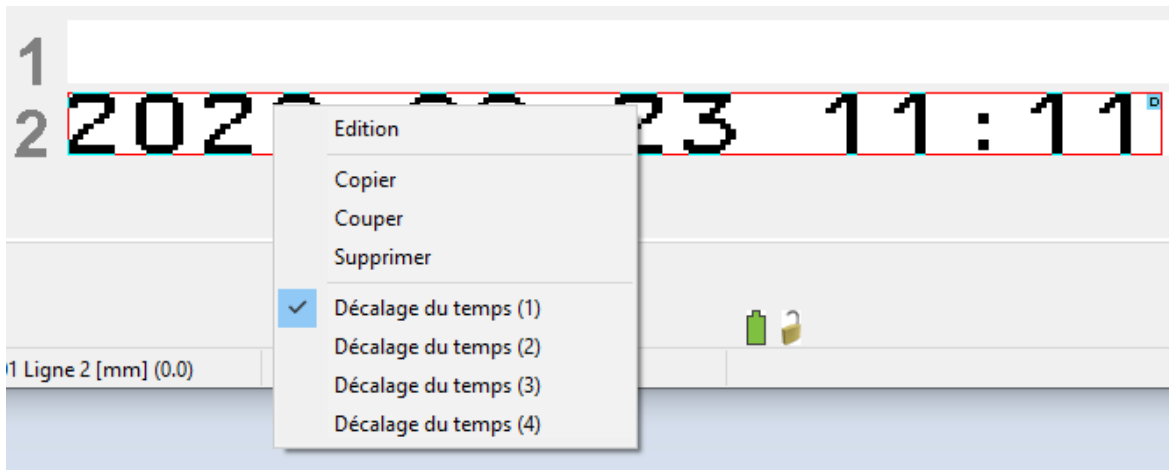 1
2 202 23 11:11 D
Edition
Copier
Couper
Supprimer
Décalage du temps (1)
Décalage du temps (2)
Décalage du temps (3)
Décalage du temps (4)
1 Ligne 2 [mm] (0.0)